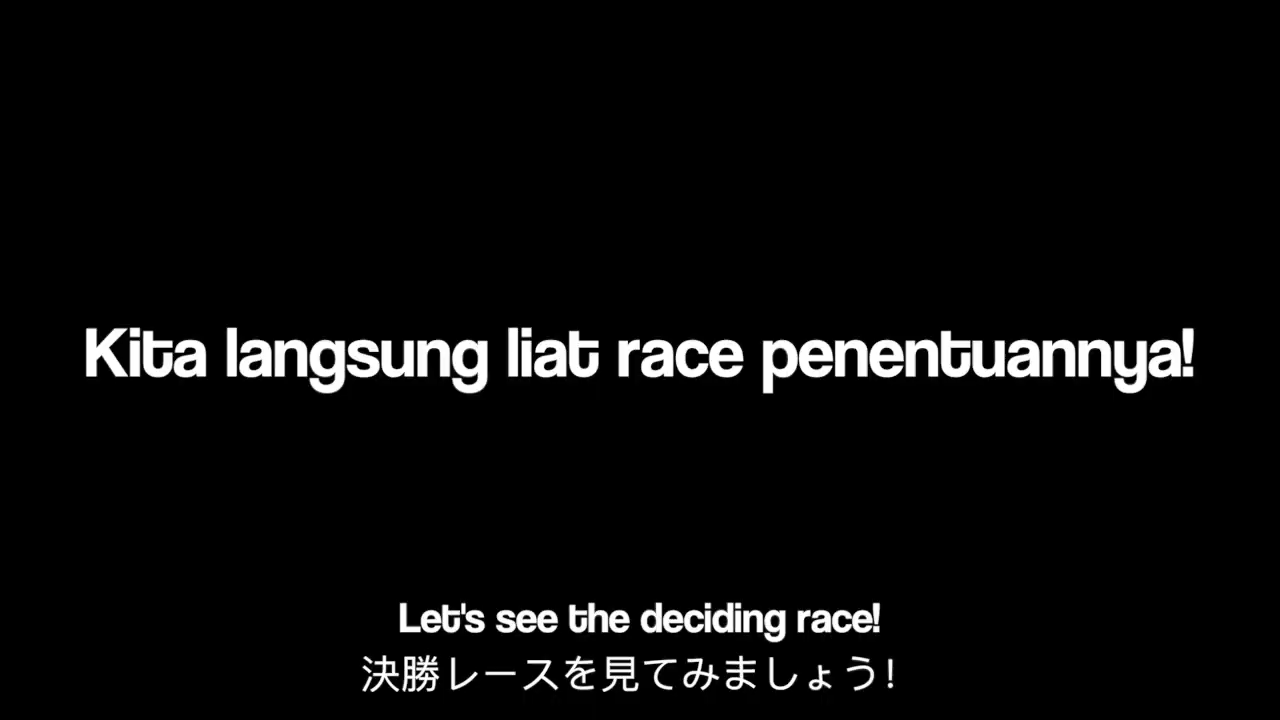 Kita langsung liat race penentuannya!
Let's see the deciding race!
決勝レースを見てみましょう!